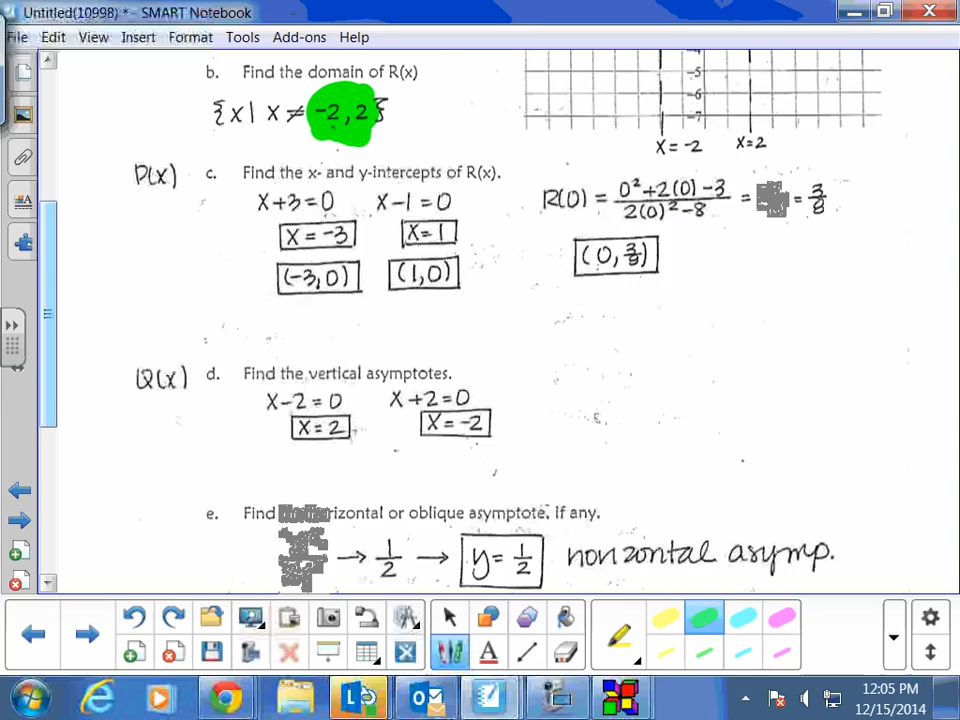 Untitled(10998) * - SMART Notebook
File Edit View Insert Format Tools Add-ons Help
b. Find the domain of R(x)
{x| x ≠ -2, 2}
-5
-6
-7
x = -2 x=2
P(x) c. Find the x- and y-intercepts of R(x).
x+3=0 x-1=0
x = -3 x=1
(-3,0) (1,0)
R(0) = 0²+2(0)-3 / 2(0)²-8 = = 3/8
(0, 3/8)
Q(x) d. Find the vertical asymptotes.
x-2=0 x+2=0
x=2 x=-2
e. Find rizontal or oblique asymptote, if any.
→ 1/2 → y= 1/2 horizontal asymp.
12:05 PM
12/15/2014